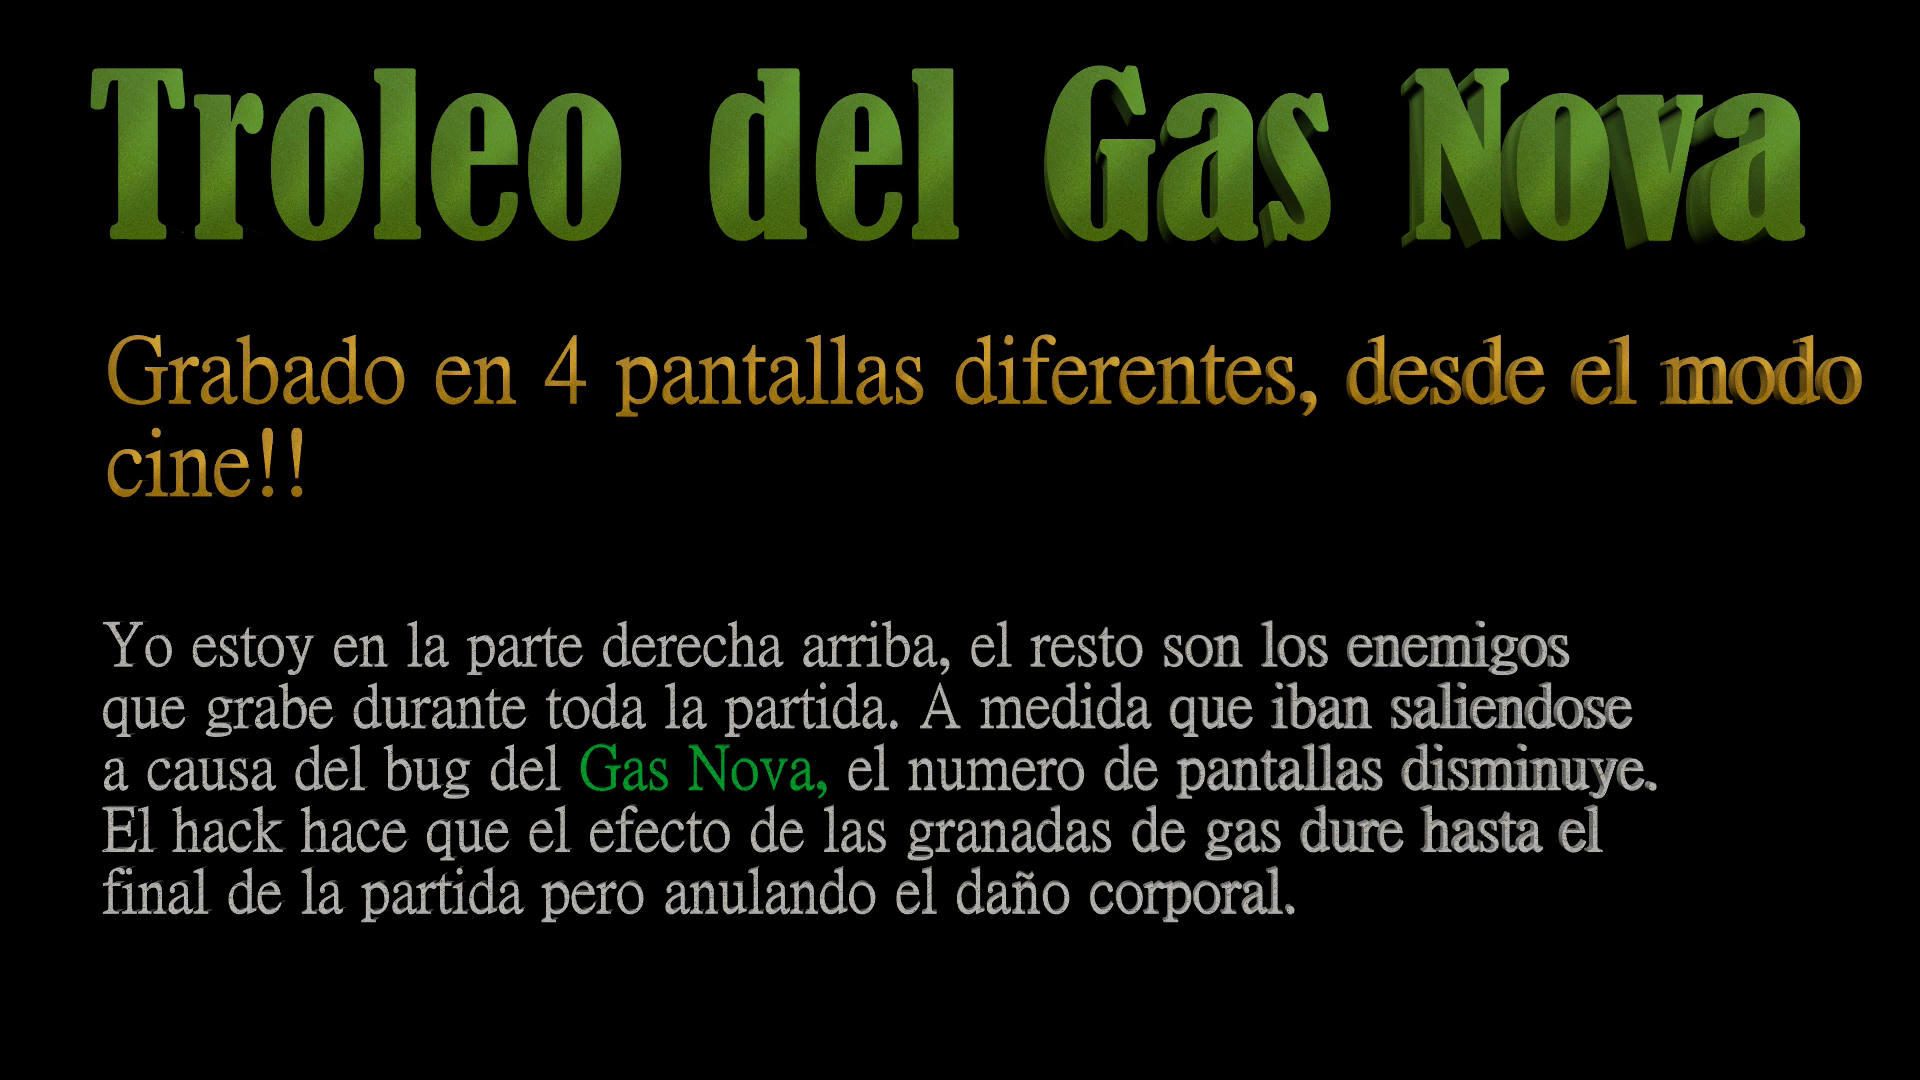 Troleo del Gas Nova
Grabado en 4 pantallas diferentes, desde el modo
cine!!
Yo estoy en la parte derecha arriba, el resto son los enemigos
que grabe durante toda la partida. A medida que iban saliendose
a causa del bug del Gas Nova, el numero de pantallas disminuye.
El hack hace que el efecto de las granadas de gas dure hasta el
final de la partida pero anulando el daño corporal.